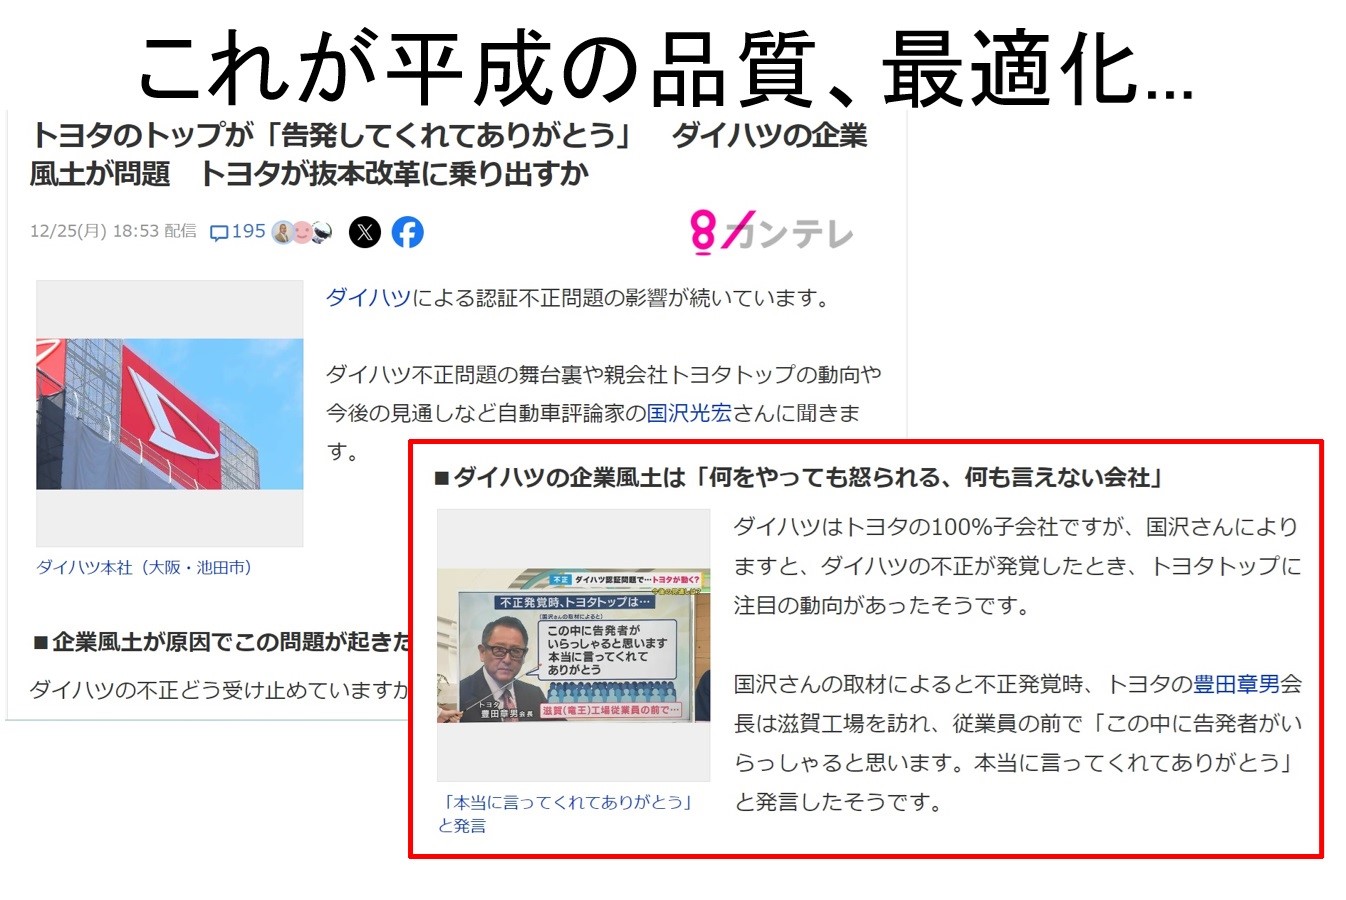 これが平成の品質、最適化...
トヨタのトップが「告発してくれてありがとう」　ダイハツの企業
風土が問題　トヨタが抜本改革に乗り出すか
12/25(月) 18:53 配信 195
8 カンテレ
ダイハツによる認証不正問題の影響が続いています。
ダイハツ不正問題の舞台裏や親会社トヨタトップの動向や
今後の見通しなど自動車評論家の国沢光宏さんに聞きま
す。
ダイハツ本社（大阪・池田市）
■企業風土が原因でこの問題が起きた
ダイハツの不正どう受け止めていますか
■ダイハツの企業風土は「何をやっても怒られる、何も言えない会社」
不正 ダイハツ認証問題で…トヨタが動く?
今後の見通しは?
不正発覚時、トヨタトップは…
(国沢さんの取材によると)
この中に告発者が
いらっしゃると思います
本当に言ってくれて
ありがとう
トヨタ
豊田章男会長
滋賀(竜王)工場従業員の前で…
「本当に言ってくれてありがとう」
と発言
ダイハツはトヨタの100%子会社ですが、国沢さんにより
ますと、ダイハツの不正が発覚したとき、トヨタトップに
注目の動向があったそうです。
国沢さんの取材によると不正発覚時、トヨタの豊田章男会
長は滋賀工場を訪れ、従業員の前で「この中に告発者がい
らっしゃると思います。本当に言ってくれてありがとう」
と発言したそうです。